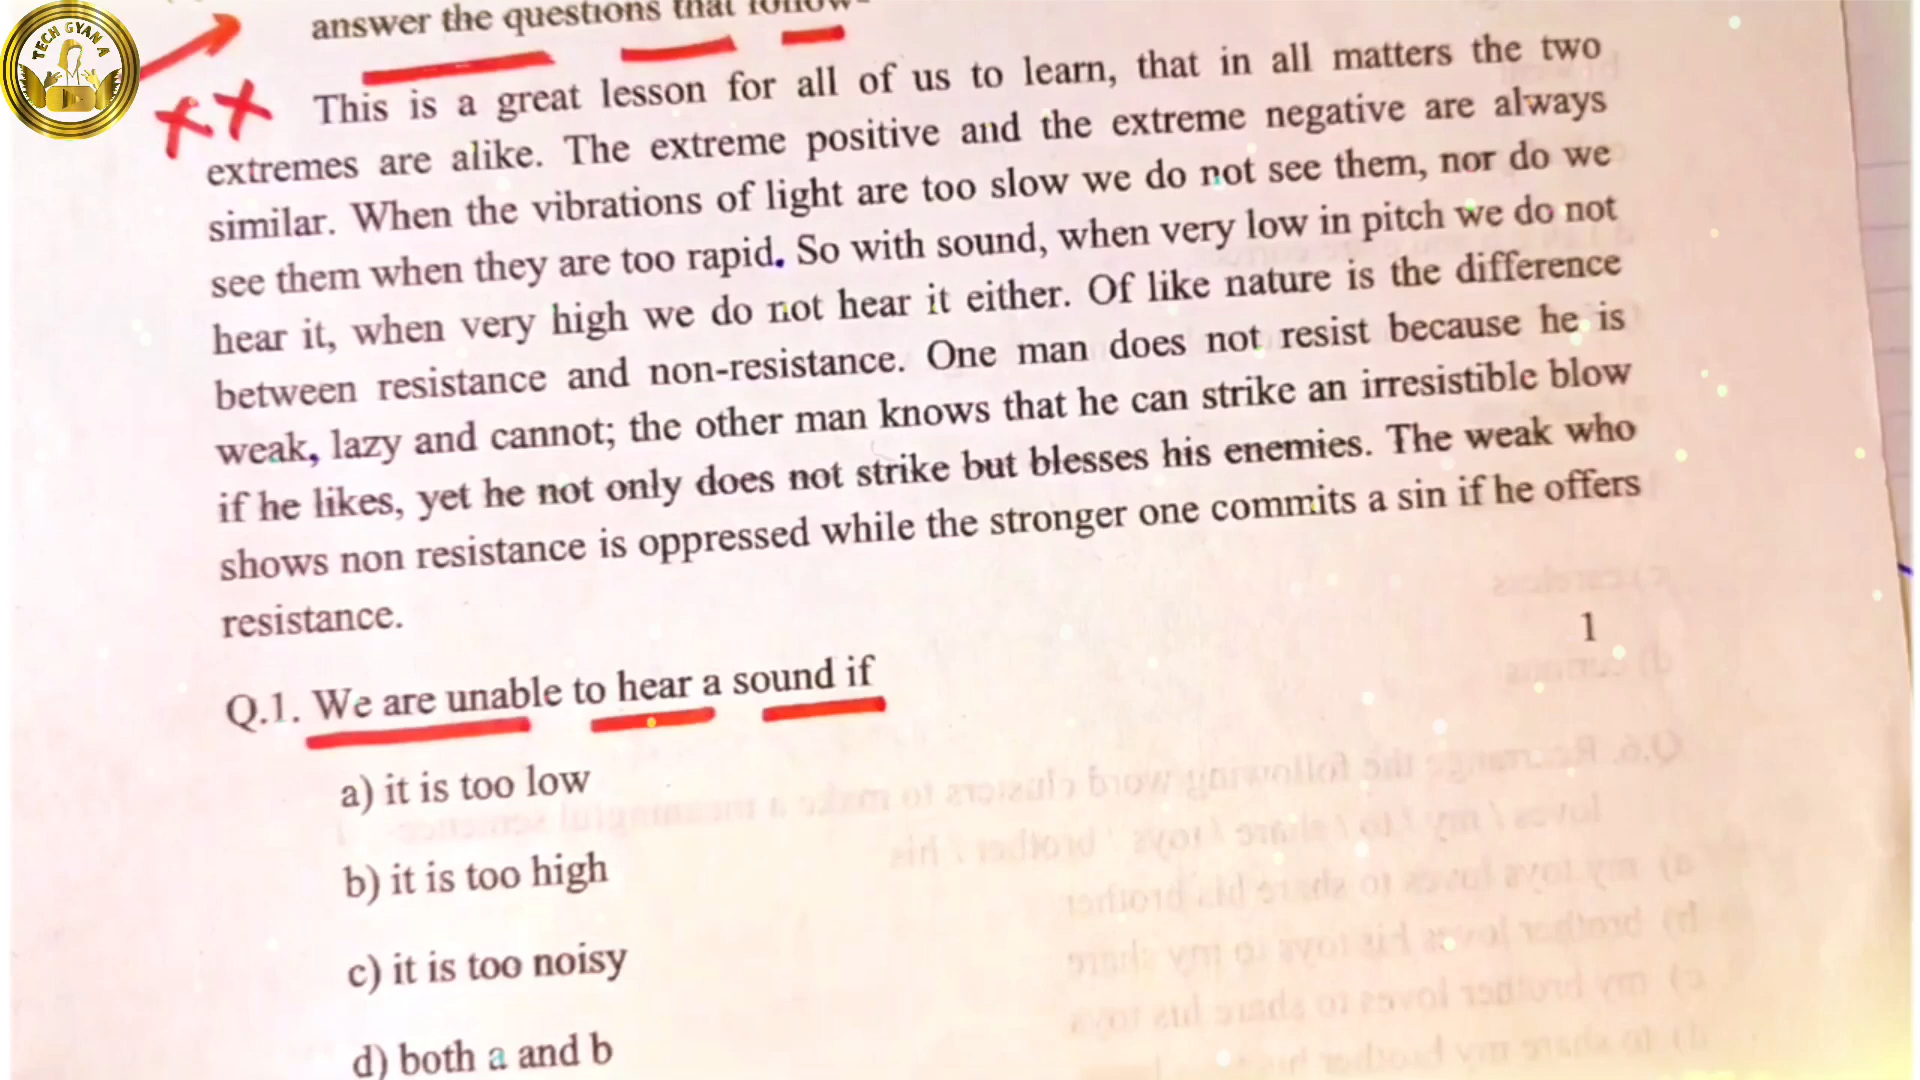 TECH GYAN A
answer the questions that follow-
This is a great lesson for all of us to learn, that in all matters the two
extremes are alike. The extreme positive and the extreme negative are always
similar. When the vibrations of light are too slow we do not see them, nor do we
see them when they are too rapid. So with sound, when very low in pitch we do not
hear it, when very high we do not hear it either. Of like nature is the difference
between resistance and non-resistance. One man does not resist because he is
weak, lazy and cannot; the other man knows that he can strike an irresistible blow
if he likes, yet he not only does not strike but blesses his enemies. The weak who
shows non resistance is oppressed while the stronger one commits a sin if he offers
resistance.
1
Q.1. We are unable to hear a sound if
a) it is too low
b) it is too high
c) it is too noisy
d) both a and b